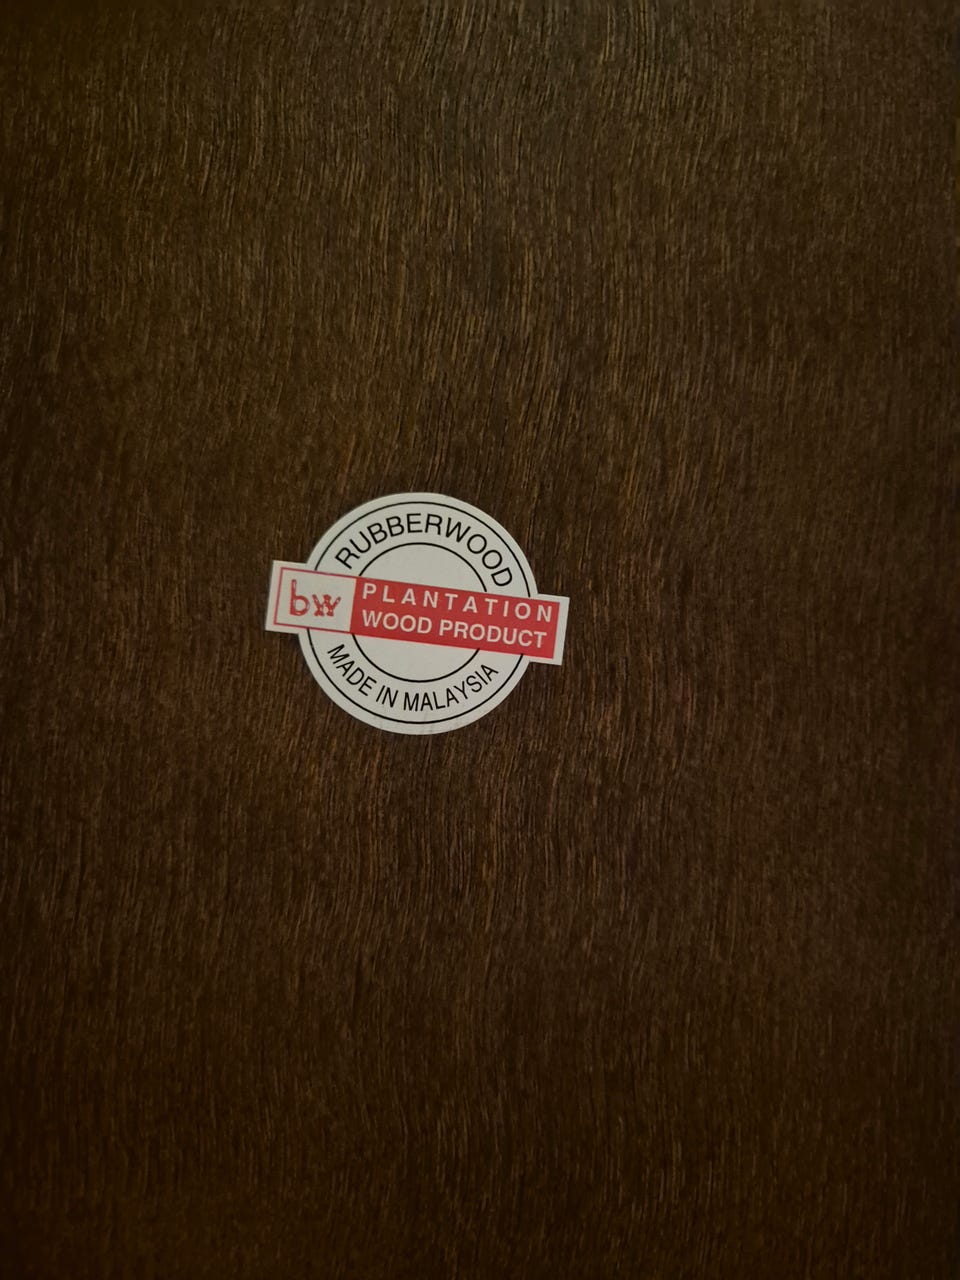 RUBBERWOOD
bw
PLANTATION
WOOD PRODUCT
MADE IN MALAYSIA